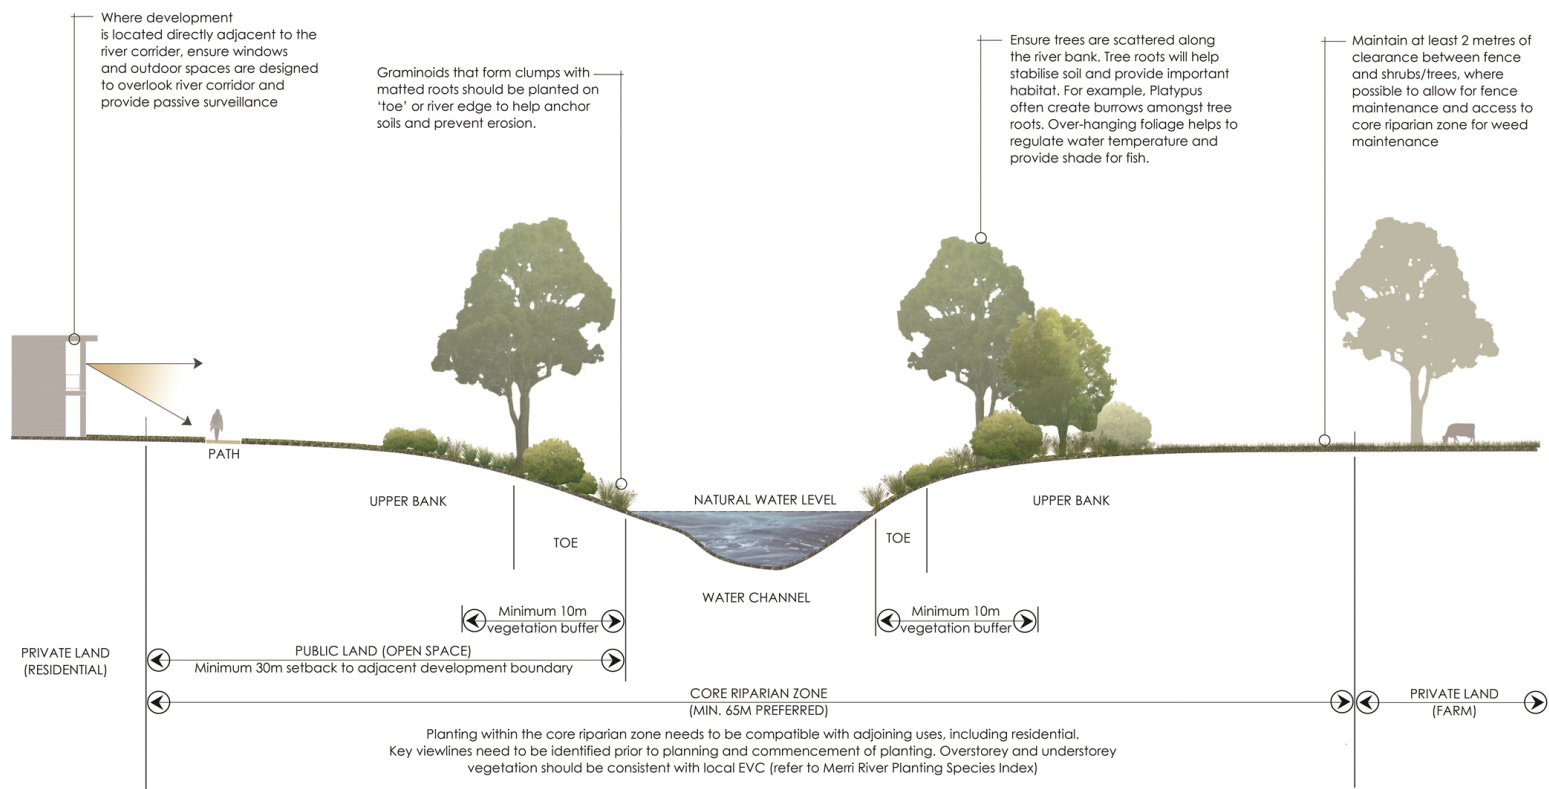 Where development
is located directly adjacent to the
river corrider, ensure windows
and outdoor spaces are designed
to overlook river corridor and
provide passive surveillance
Graminoids that form clumps with
matted roots should be planted on
‘toe’ or river edge to help anchor
soils and prevent erosion.
Ensure trees are scattered along
the river bank. Tree roots will help
stabilise soil and provide important
habitat. For example, Platypus
often create burrows amongst tree
roots. Over-hanging foliage helps to
regulate water temperature and
provide shade for fish.
Maintain at least 2 metres of
clearance between fence
and shrubs/trees, where
possible to allow for fence
maintenance and access to
core riparian zone for weed
maintenance
PATH
UPPER BANK
NATURAL WATER LEVEL
UPPER BANK
TOE
TOE
WATER CHANNEL
Minimum 10m
vegetation buffer
Minimum 10m
vegetation buffer
PRIVATE LAND
(RESIDENTIAL)
PUBLIC LAND (OPEN SPACE)
Minimum 30m setback to adjacent development boundary
CORE RIPARIAN ZONE
(MIN. 65M PREFERRED)
PRIVATE LAND
(FARM)
Planting within the core riparian zone needs to be compatible with adjoining uses, including residential.
Key viewlines need to be identified prior to planning and commencement of planting. Overstorey and understorey
vegetation should be consistent with local EVC (refer to Merri River Planting Species Index)